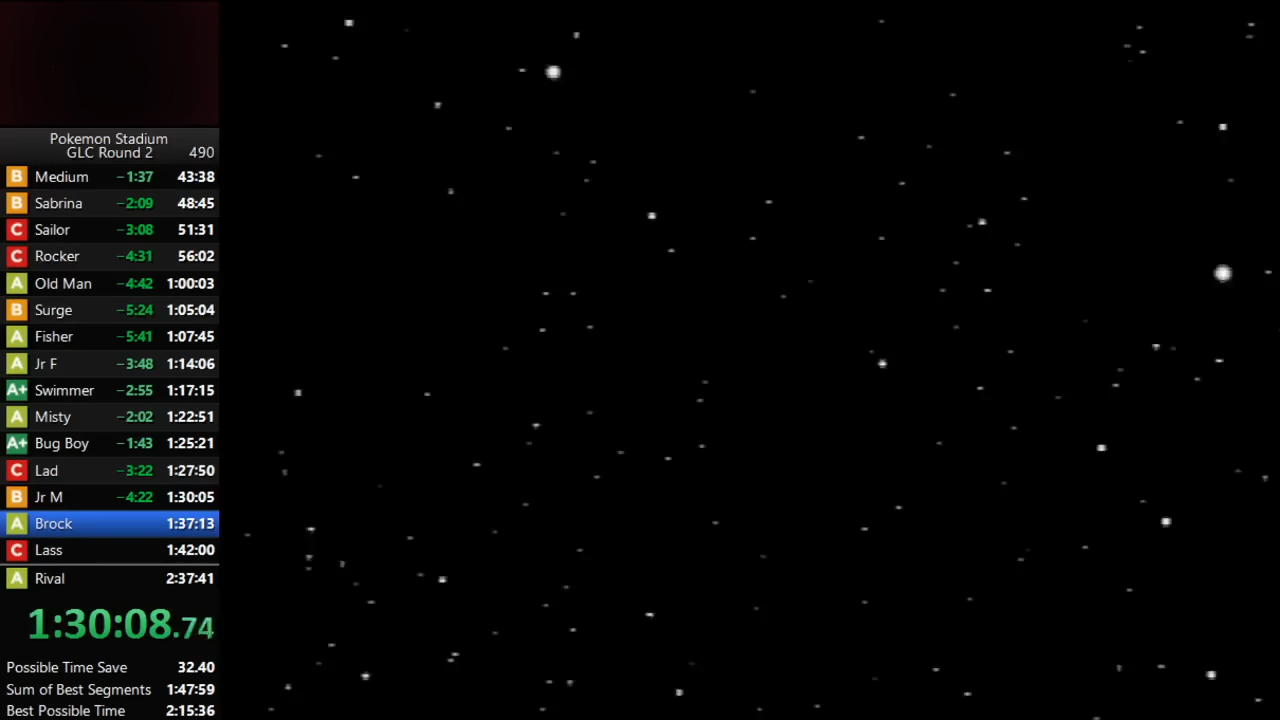 Pokemon Stadium
GLC Round 2 490
B Medium -1:37 43:38
B Sabrina -2:09 48:45
C Sailor -3:08 51:31
C Rocker -4:31 56:02
A Old Man -4:42 1:00:03
B Surge -5:24 1:05:04
A Fisher -5:41 1:07:45
A Jr F -3:48 1:14:06
A+ Swimmer -2:55 1:17:15
A Misty -2:02 1:22:51
A+ Bug Boy -1:43 1:25:21
C Lad -3:22 1:27:50
B Jr M -4:22 1:30:05
A Brock 1:37:13
C Lass 1:42:00
A Rival 2:37:41
1:30:08.74
Possible Time Save 32.40
Sum of Best Segments 1:47:59
Best Possible Time 2:15:36